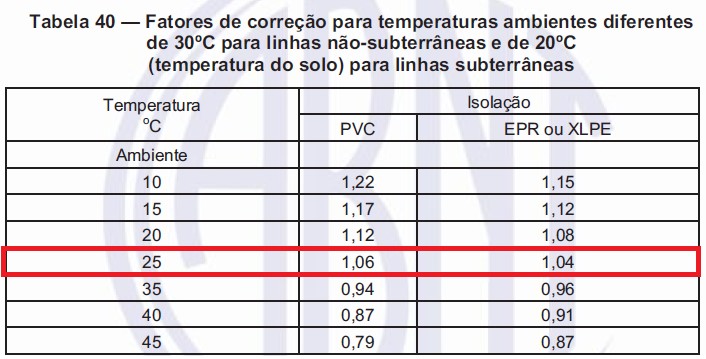 Tabela 40 — Fatores de correção para temperaturas ambientes diferentes
de 30ºC para linhas não-subterrâneas e de 20ºC
(temperatura do solo) para linhas subterrâneas
Temperatura
ºC
Isolação
PVC EPR ou XLPE
Ambiente
10 1,22 1,15
15 1,17 1,12
20 1,12 1,08
25 1,06 1,04
35 0,94 0,96
40 0,87 0,91
45 0,79 0,87
ABNT